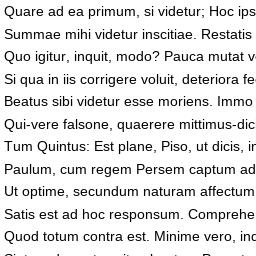 Quare ad ea primum, si videtur; Hoc ips
Summae mihi videtur inscitiae. Restatis
Quo igitur, inquit, modo? Pauca mutat v
Si qua in iis corrigere voluit, deteriora fe
Beatus sibi videtur esse moriens. Immo
Qui-vere falsone, quaerere mittimus-dic
Tum Quintus: Est plane, Piso, ut dicis, in
Paulum, cum regem Persem captum ad
Ut optime, secundum naturam affectum
Satis est ad hoc responsum. Comprehe
Quod totum contra est. Minime vero, inq